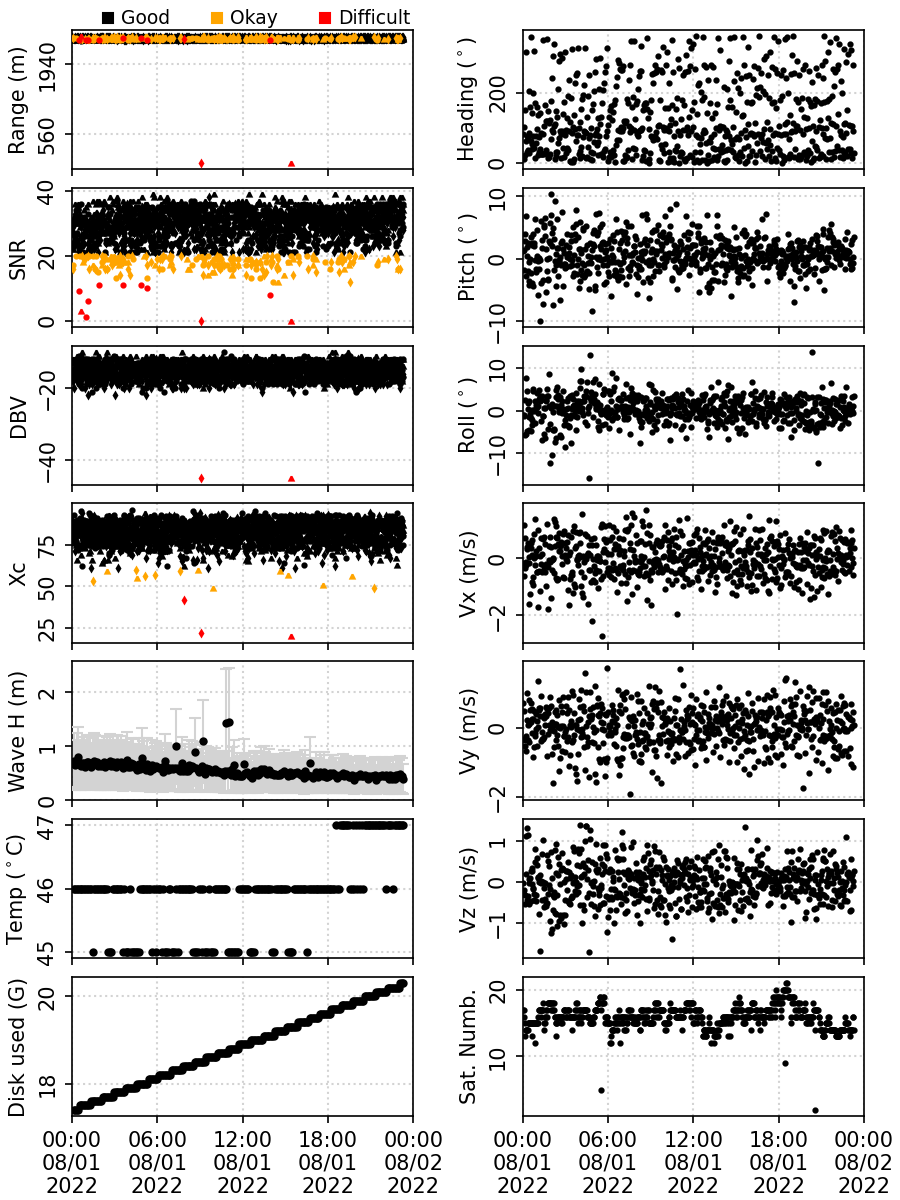 Good Okay Difficult
Range (m)
1940
560
Heading (°)
200
0
SNR
40
20
0
Pitch (°)
10
0
−10
DBV
−20
−40
Roll (°)
10
0
−10
Xc
75
50
25
Vx (m/s)
0
−2
Wave H (m)
2
1
0
Vy (m/s)
0
−2
Temp (°C)
47
46
45
Vz (m/s)
1
0
−1
Disk used (G)
20
18
Sat. Numb.
20
10
00:00 06:00 12:00 18:00 00:00
08/01 08/01 08/01 08/01 08/02
2022 2022 2022 2022 2022
00:00 06:00 12:00 18:00 00:00
08/01 08/01 08/01 08/01 08/02
2022 2022 2022 2022 2022